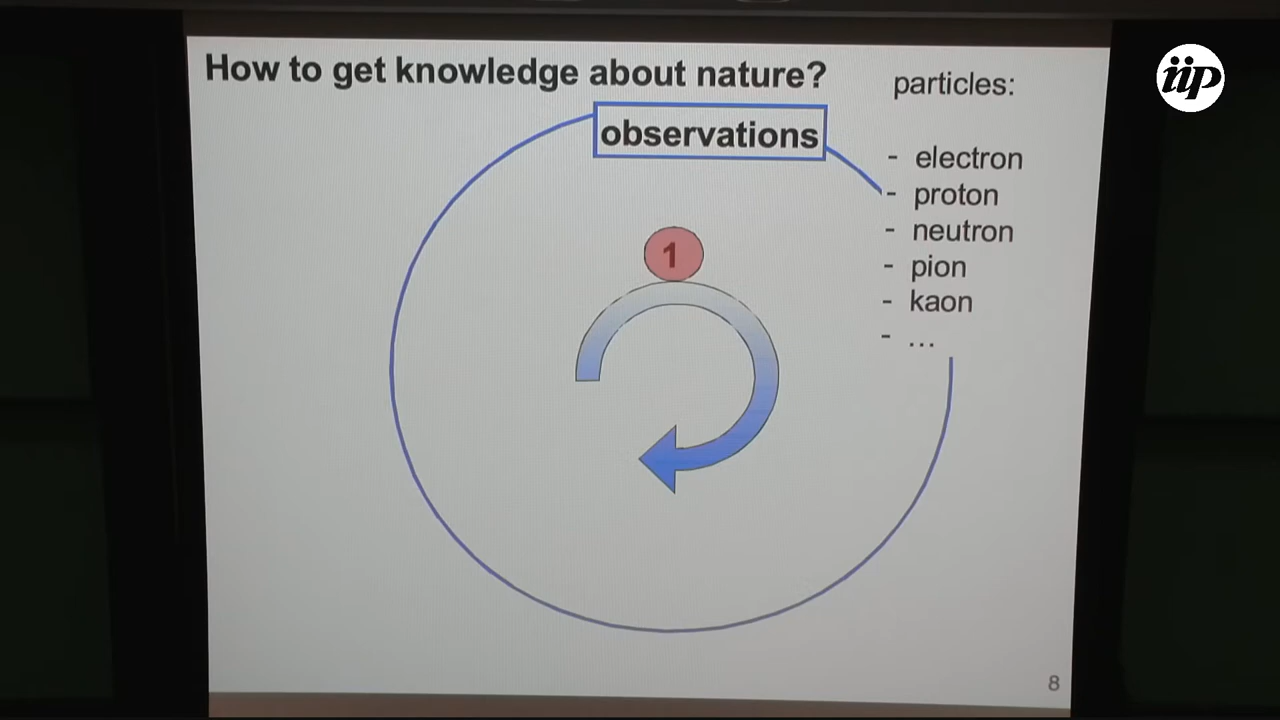 How to get knowledge about nature?
particles:
observations
- electron
- proton
- neutron
- pion
- kaon
- ...
1
8
iip